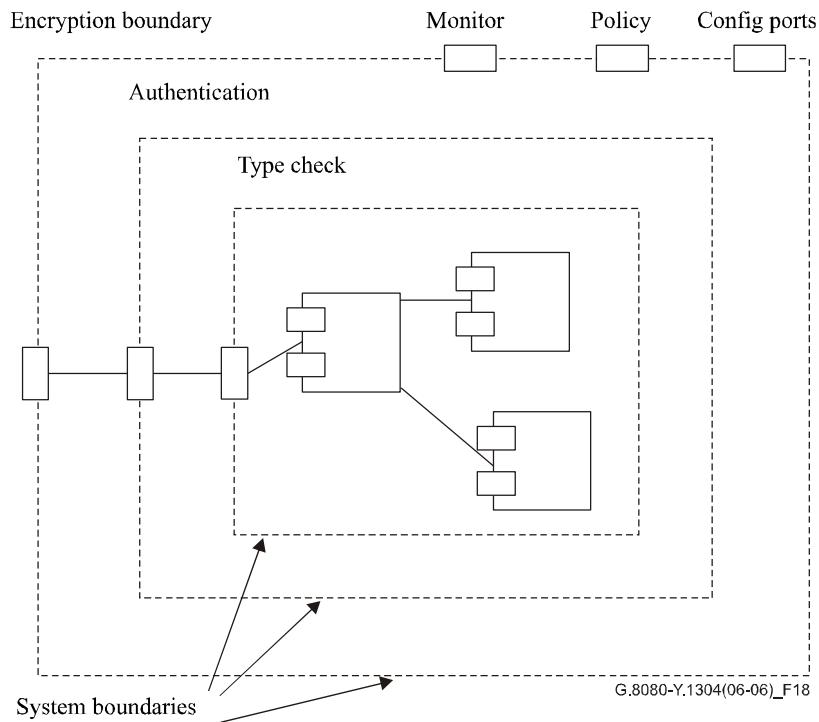 Encryption boundary
Monitor
Policy
Config ports
Authentication
Type check
G.8080-Y.1304(06-06)_F18
System boundaries